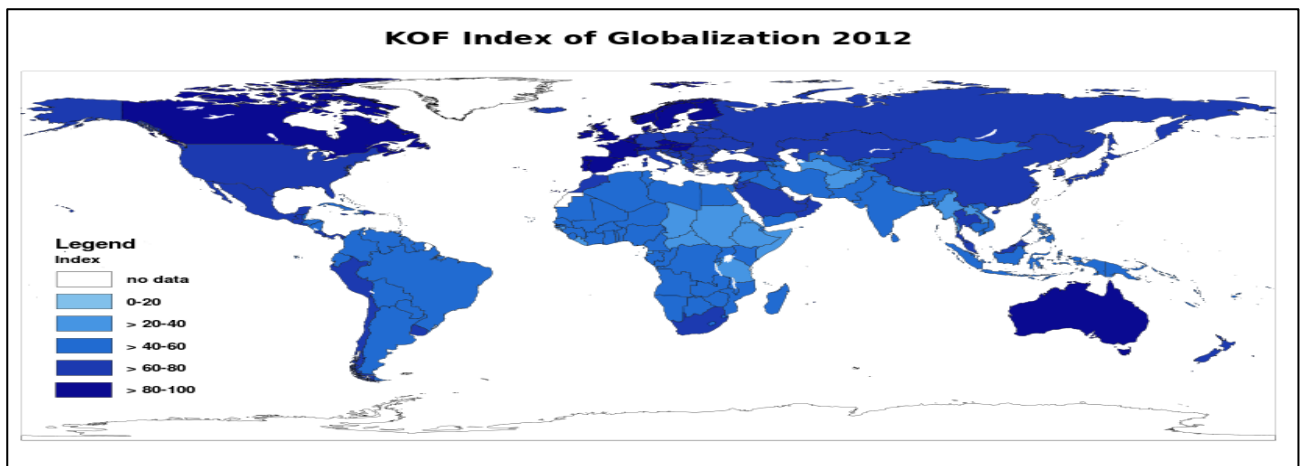 KOF Index of Globalization 2012
Legend
Index
no data
0-20
> 20-40
> 40-60
> 60-80
> 80-100